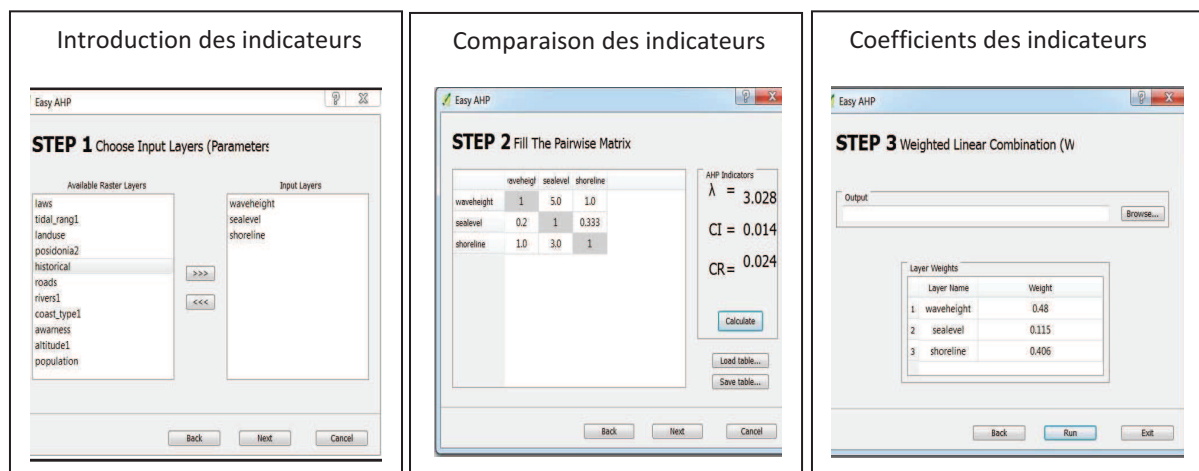 Introduction des indicateurs
Easy AHP
STEP 1 Choose Input Layers (Parameters
Available Raster Layers
Input Layers
laws
tidal_rang1
landuse
posidonia2
historical
roads
rivers1
coast_type1
awarness
altitude1
population
>>>
<<<
waveheight
sealevel
shoreline
Back Next Cancel
Comparaison des indicateurs
Easy AHP
STEP 2 Fill The Pairwise Matrix
waveheigt sealevel shoreline
waveheight 1 5.0 1.0
sealevel 0.2 1 0.333
shoreline 1.0 3.0 1
AHP Indicators
λ = 3.028
CI = 0.014
CR = 0.024
Calculate
Load table...
Save table...
Back Next Cancel
Coefficients des indicateurs
Easy AHP
STEP 3 Weighted Linear Combination (W
Output
Browse...
Layer Weights
Layer Name Weight
1 waveheight 0.48
2 sealevel 0.115
3 shoreline 0.406
Back Run Exit